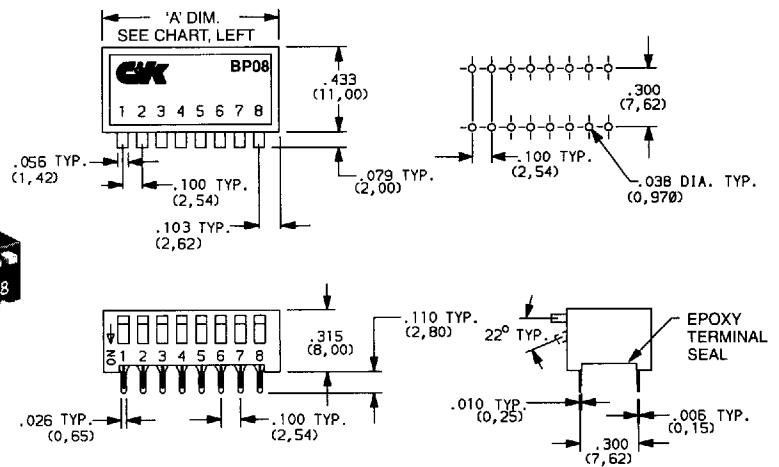 'A' DIM.
SEE CHART, LEFT
C&K BP08
1 2 3 4 5 6 7 8
.433
(11,00)
.056 TYP.
(1,42)
.100 TYP.
(2,54)
.079 TYP.
(2,00)
.103 TYP.
(2,62)
.300
(7,62)
.100 TYP.
(2,54)
.038 DIA. TYP.
(0,970)
8
ON
1 2 3 4 5 6 7 8
.315
(8,00)
.110 TYP.
(2,80)
.026 TYP.
(0,65)
.100 TYP.
(2,54)
22° TYP.
EPOXY
TERMINAL
SEAL
.010 TYP.
(0,25)
.006 TYP.
(0,15)
.300
(7,62)